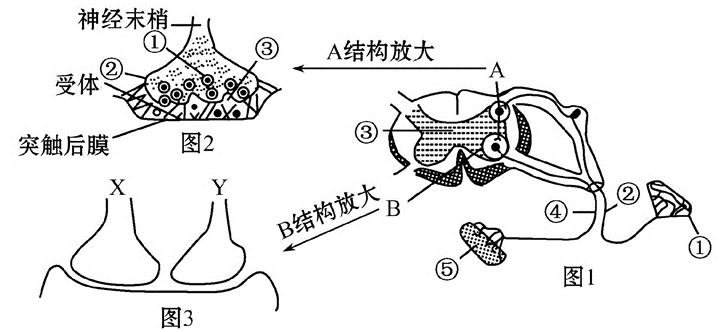 神经末梢
① ③
②
受体
突触后膜
图2
A结构放大
A
③
B结构放大
B
④ ②
⑤ ①
图1
X Y
图3